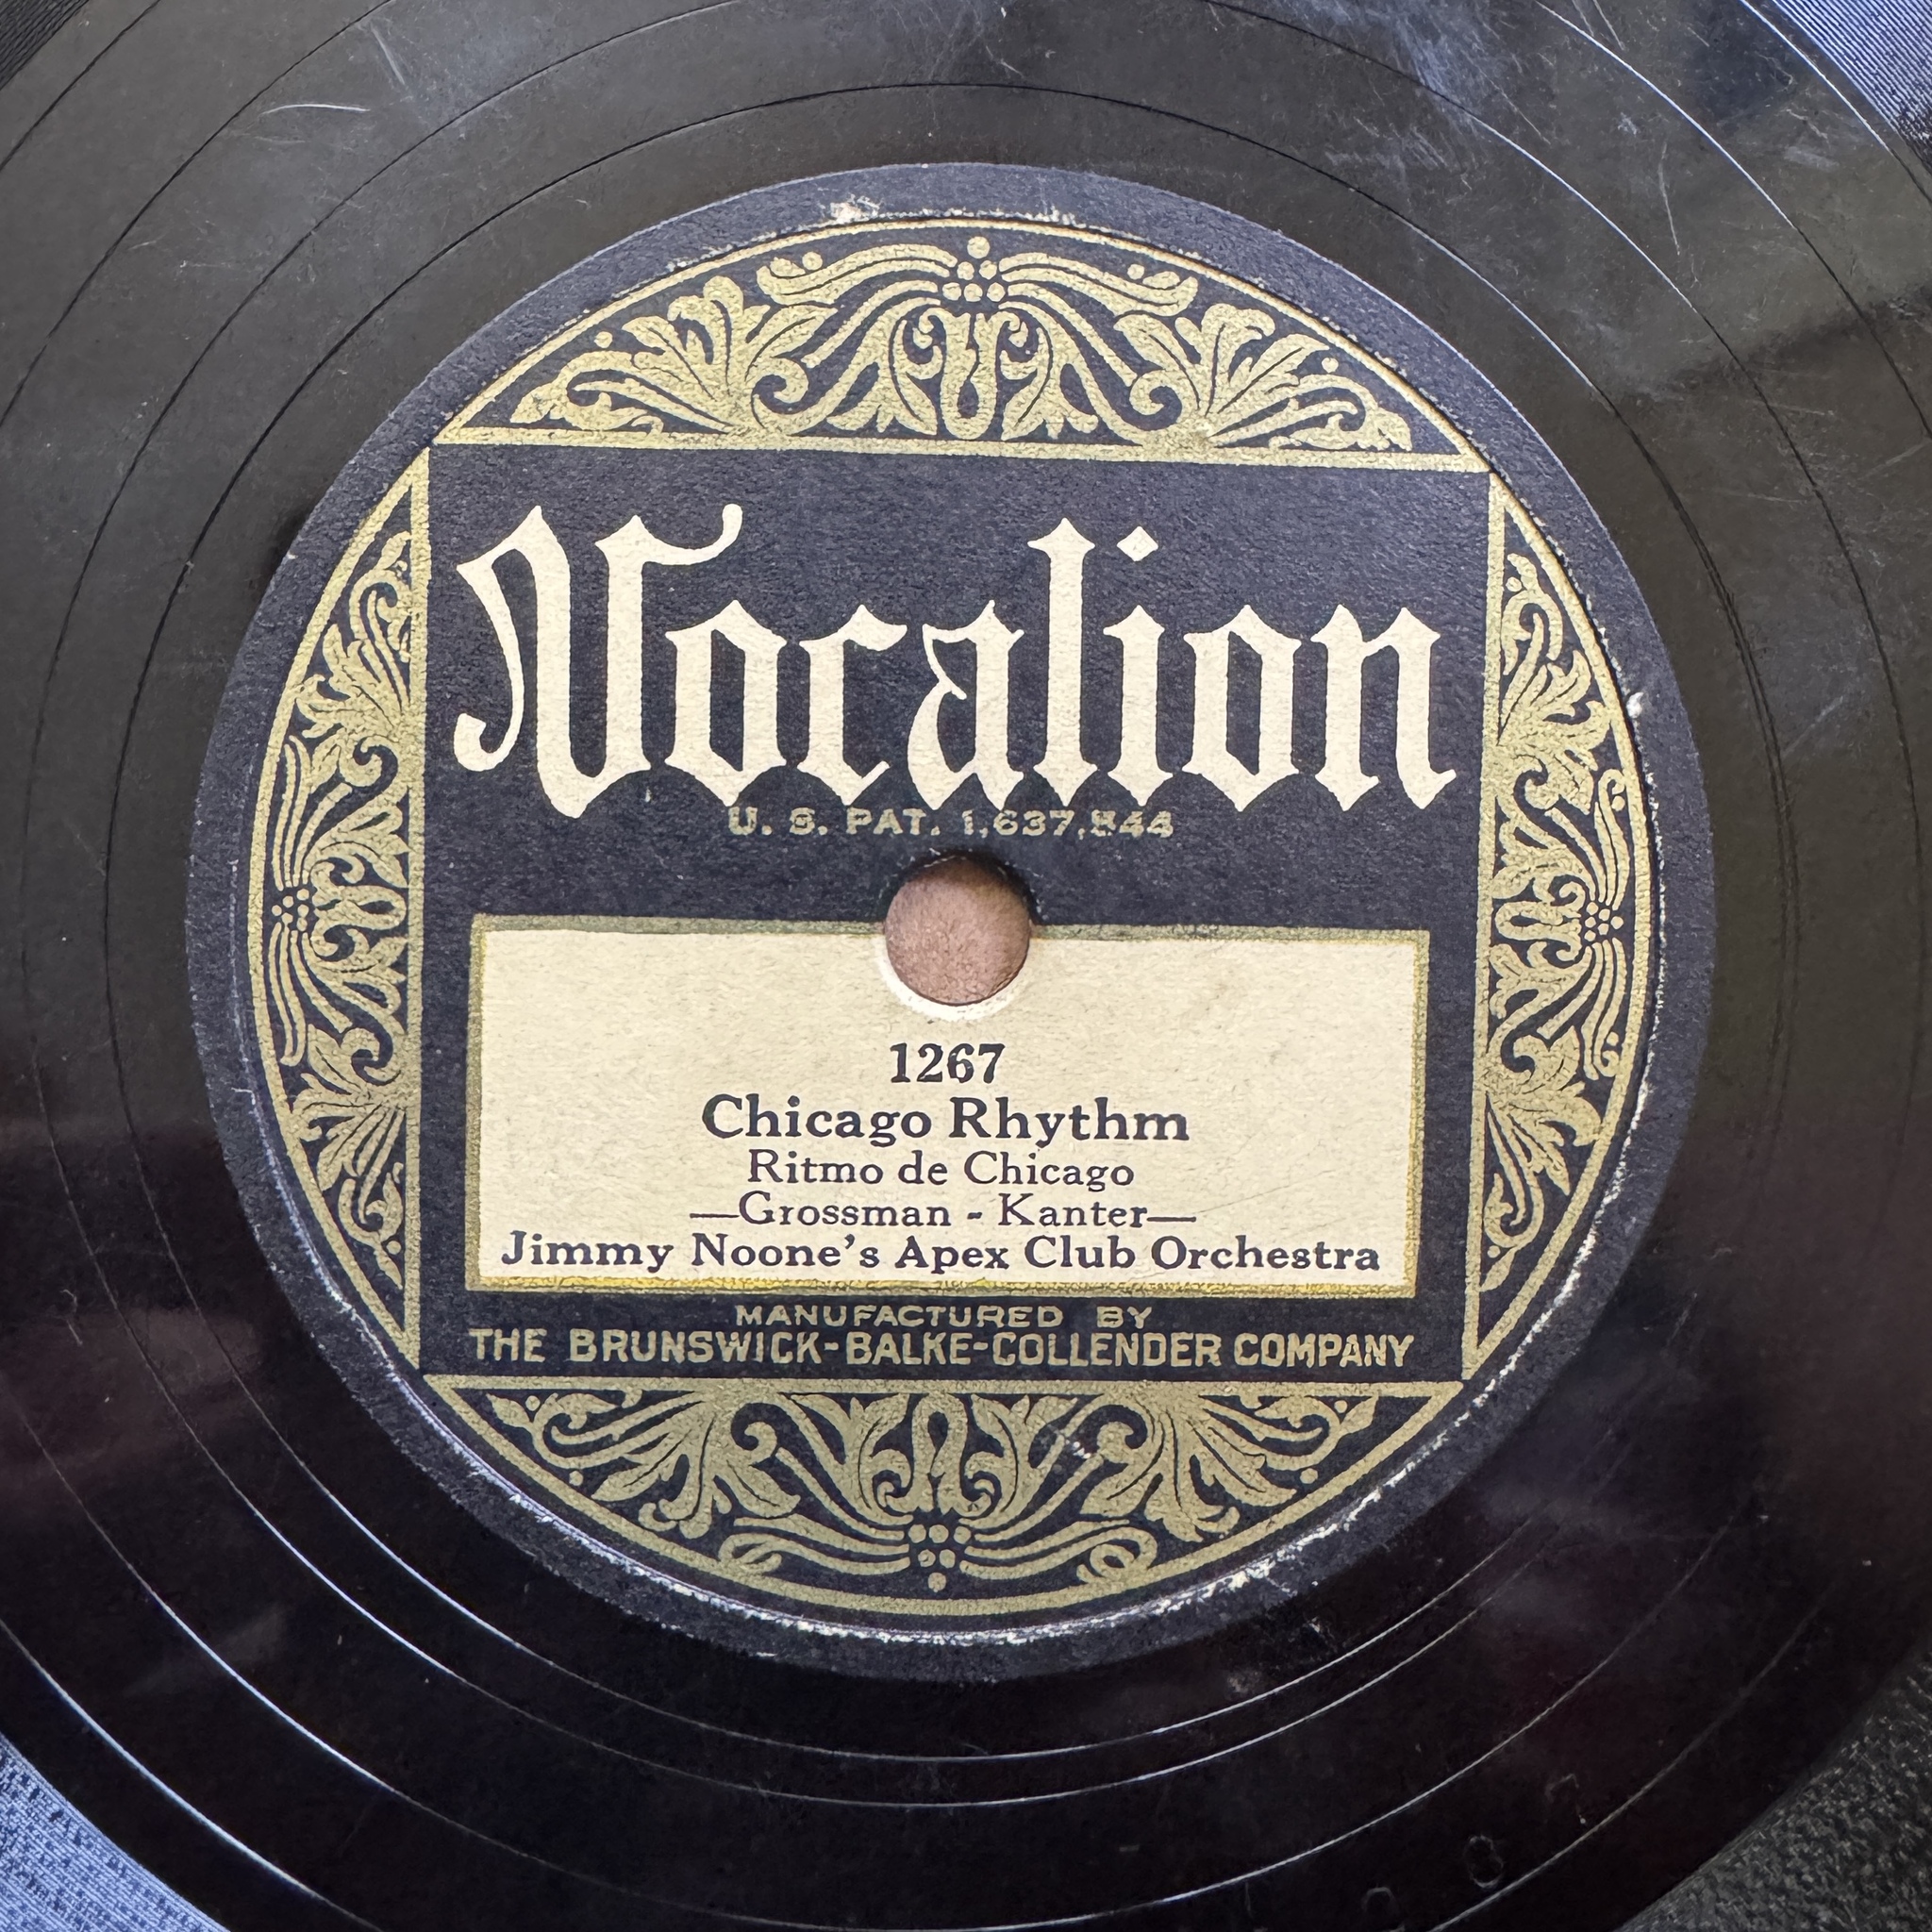 Vocalion
U. S. PAT. 1,637,544
1267
Chicago Rhythm
Ritmo de Chicago
—Grossman - Kanter—
Jimmy Noone's Apex Club Orchestra
MANUFACTURED BY
THE BRUNSWICK-BALKE-COLLENDER COMPANY